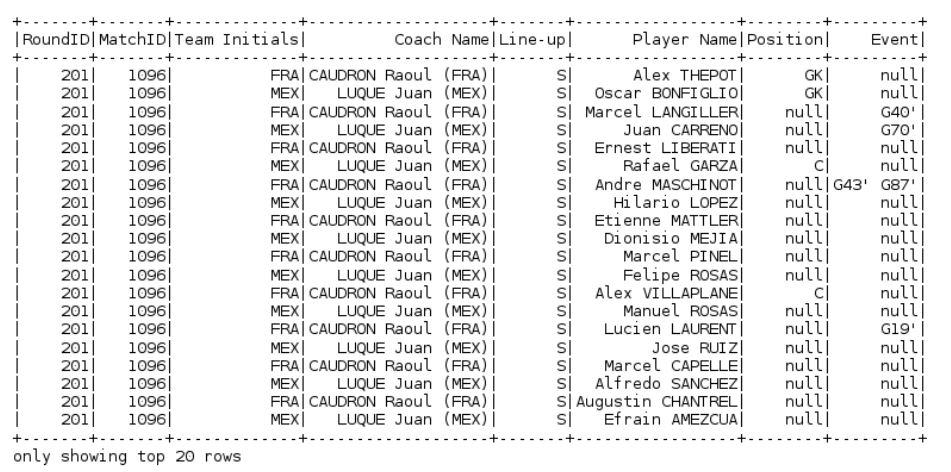 +-------+-------+-------------+-------------------+-------+-----------------+--------+---------+
|RoundID|MatchID|Team Initials|         Coach Name|Line-up|      Player Name|Position|    Event|
+-------+-------+-------------+-------------------+-------+-----------------+--------+---------+
|    201|   1096|          FRA|CAUDRON Raoul (FRA)|      S|      Alex THEPOT|      GK|     null|
|    201|   1096|          MEX|   LUQUE Juan (MEX)|      S|  Oscar BONFIGLIO|      GK|     null|
|    201|   1096|          FRA|CAUDRON Raoul (FRA)|      S| Marcel LANGILLER|    null|     G40'|
|    201|   1096|          MEX|   LUQUE Juan (MEX)|      S|     Juan CARRENO|    null|     G70'|
|    201|   1096|          FRA|CAUDRON Raoul (FRA)|      S|  Ernest LIBERATI|    null|     null|
|    201|   1096|          MEX|   LUQUE Juan (MEX)|      S|     Rafael GARZA|       C|     null|
|    201|   1096|          FRA|CAUDRON Raoul (FRA)|      S|  Andre MASCHINOT|    null|G43' G87'|
|    201|   1096|          MEX|   LUQUE Juan (MEX)|      S|    Hilario LOPEZ|    null|     null|
|    201|   1096|          FRA|CAUDRON Raoul (FRA)|      S|  Etienne MATTLER|    null|     null|
|    201|   1096|          MEX|   LUQUE Juan (MEX)|      S|   Dionisio MEJIA|    null|     null|
|    201|   1096|          FRA|CAUDRON Raoul (FRA)|      S|     Marcel PINEL|    null|     null|
|    201|   1096|          MEX|   LUQUE Juan (MEX)|      S|     Felipe ROSAS|    null|     null|
|    201|   1096|          FRA|CAUDRON Raoul (FRA)|      S|  Alex VILLAPLANE|       C|     null|
|    201|   1096|          MEX|   LUQUE Juan (MEX)|      S|     Manuel ROSAS|    null|     null|
|    201|   1096|          FRA|CAUDRON Raoul (FRA)|      S|   Lucien LAURENT|    null|     G19'|
|    201|   1096|          MEX|   LUQUE Juan (MEX)|      S|        Jose RUIZ|    null|     null|
|    201|   1096|          FRA|CAUDRON Raoul (FRA)|      S|   Marcel CAPELLE|    null|     null|
|    201|   1096|          MEX|   LUQUE Juan (MEX)|      S|  Alfredo SANCHEZ|    null|     null|
|    201|   1096|          FRA|CAUDRON Raoul (FRA)|      S|Augustin CHANTREL|    null|     null|
|    201|   1096|          MEX|   LUQUE Juan (MEX)|      S|   Efrain AMEZCUA|    null|     null|
+-------+-------+-------------+-------------------+-------+-----------------+--------+---------+
only showing top 20 rows